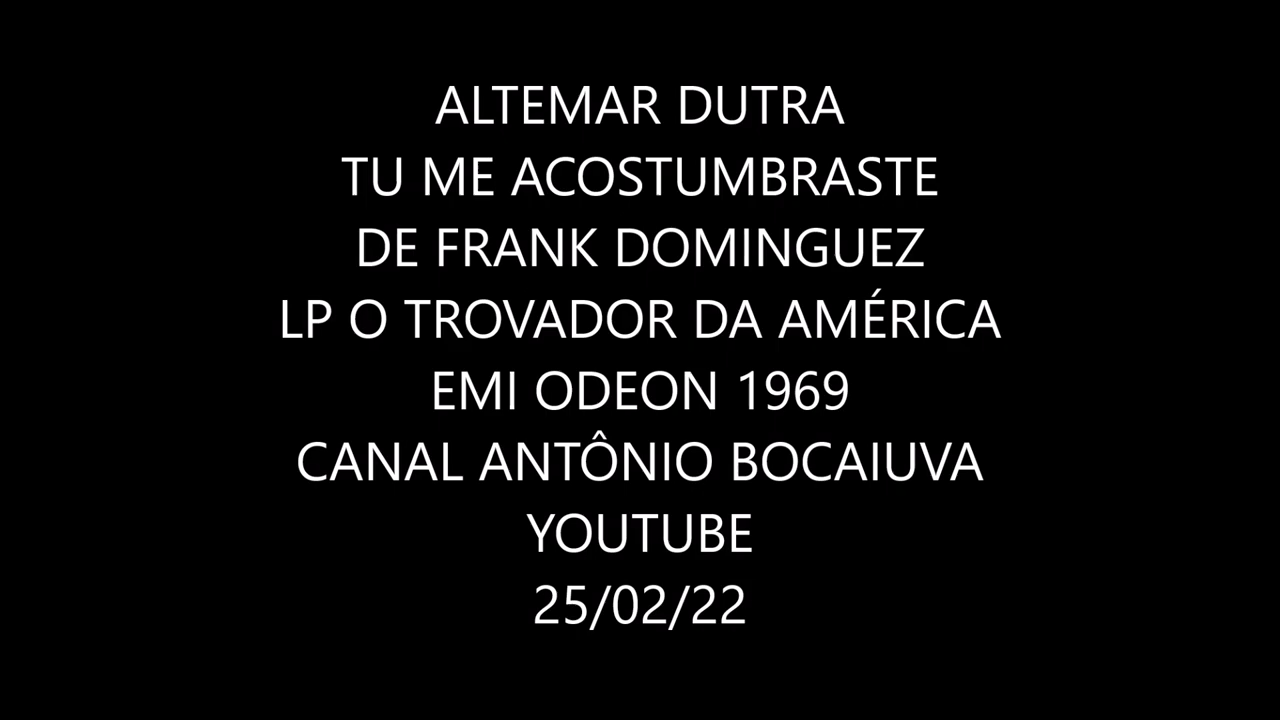 ALTEMAR DUTRA
TU ME ACOSTUMBRASTE
DE FRANK DOMINGUEZ
LP O TROVADOR DA AMÉRICA
EMI ODEON 1969
CANAL ANTÔNIO BOCAIUVA
YOUTUBE
25/02/22